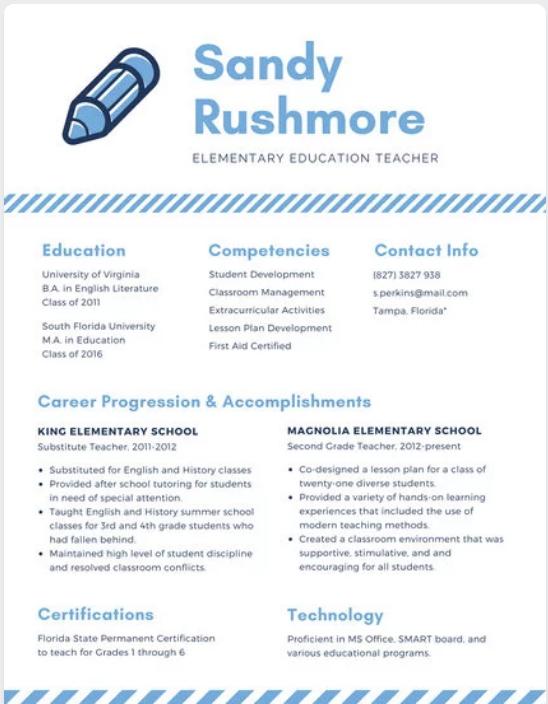 Sandy
Rushmore
ELEMENTARY EDUCATION TEACHER
Education
University of Virginia
B.A. in English Literature
Class of 2011
South Florida University
M.A. in Education
Class of 2016
Competencies
Student Development
Classroom Management
Extracurricular Activities
Lesson Plan Development
First Aid Certified
Contact Info
(827) 3827 938
s.perkins@mail.com
Tampa, Florida*
Career Progression & Accomplishments
KING ELEMENTARY SCHOOL
Substitute Teacher, 2011-2012
• Substituted for English and History classes
• Provided after school tutoring for students
in need of special attention.
• Taught English and History summer school
classes for 3rd and 4th grade students who
had fallen behind.
• Maintained high level of student discipline
and resolved classroom conflicts.
MAGNOLIA ELEMENTARY SCHOOL
Second Grade Teacher, 2012-present
• Co-designed a lesson plan for a class of
twenty-one diverse students.
• Provided a variety of hands-on learning
experiences that included the use of
modern teaching methods.
• Created a classroom environment that was
supportive, stimulative, and and
encouraging for all students.
Certifications
Florida State Permanent Certification
to teach for Grades 1 through 6
Technology
Proficient in MS Office, SMART board, and
various educational programs.